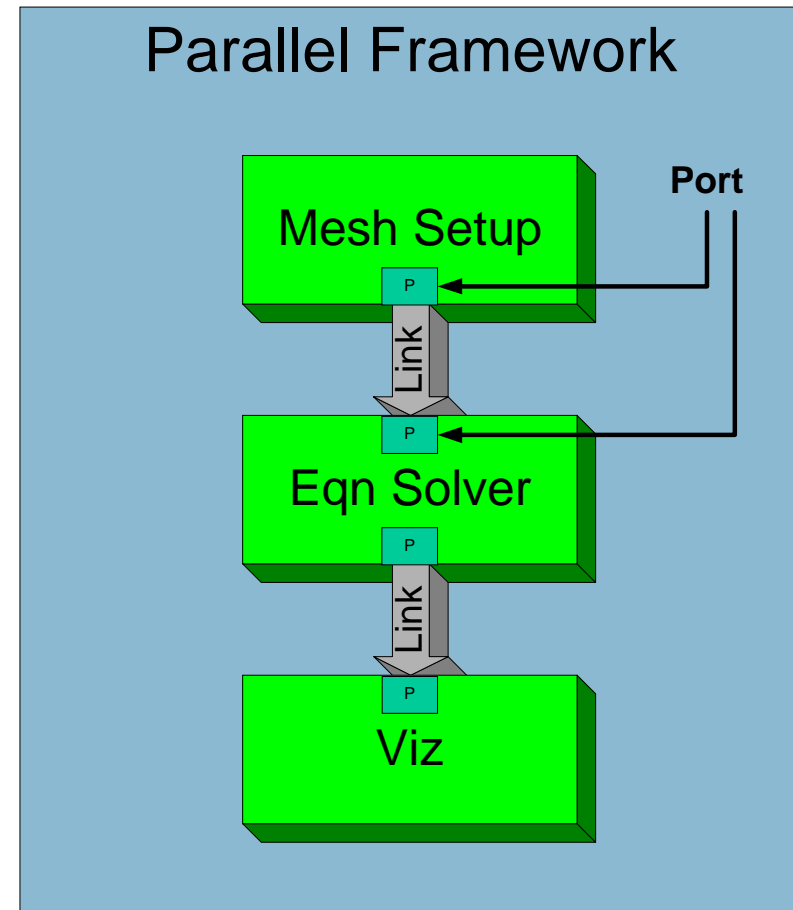 Parallel Framework
Mesh Setup
Port
P
Link
P
Eqn Solver
P
Link
P
Viz